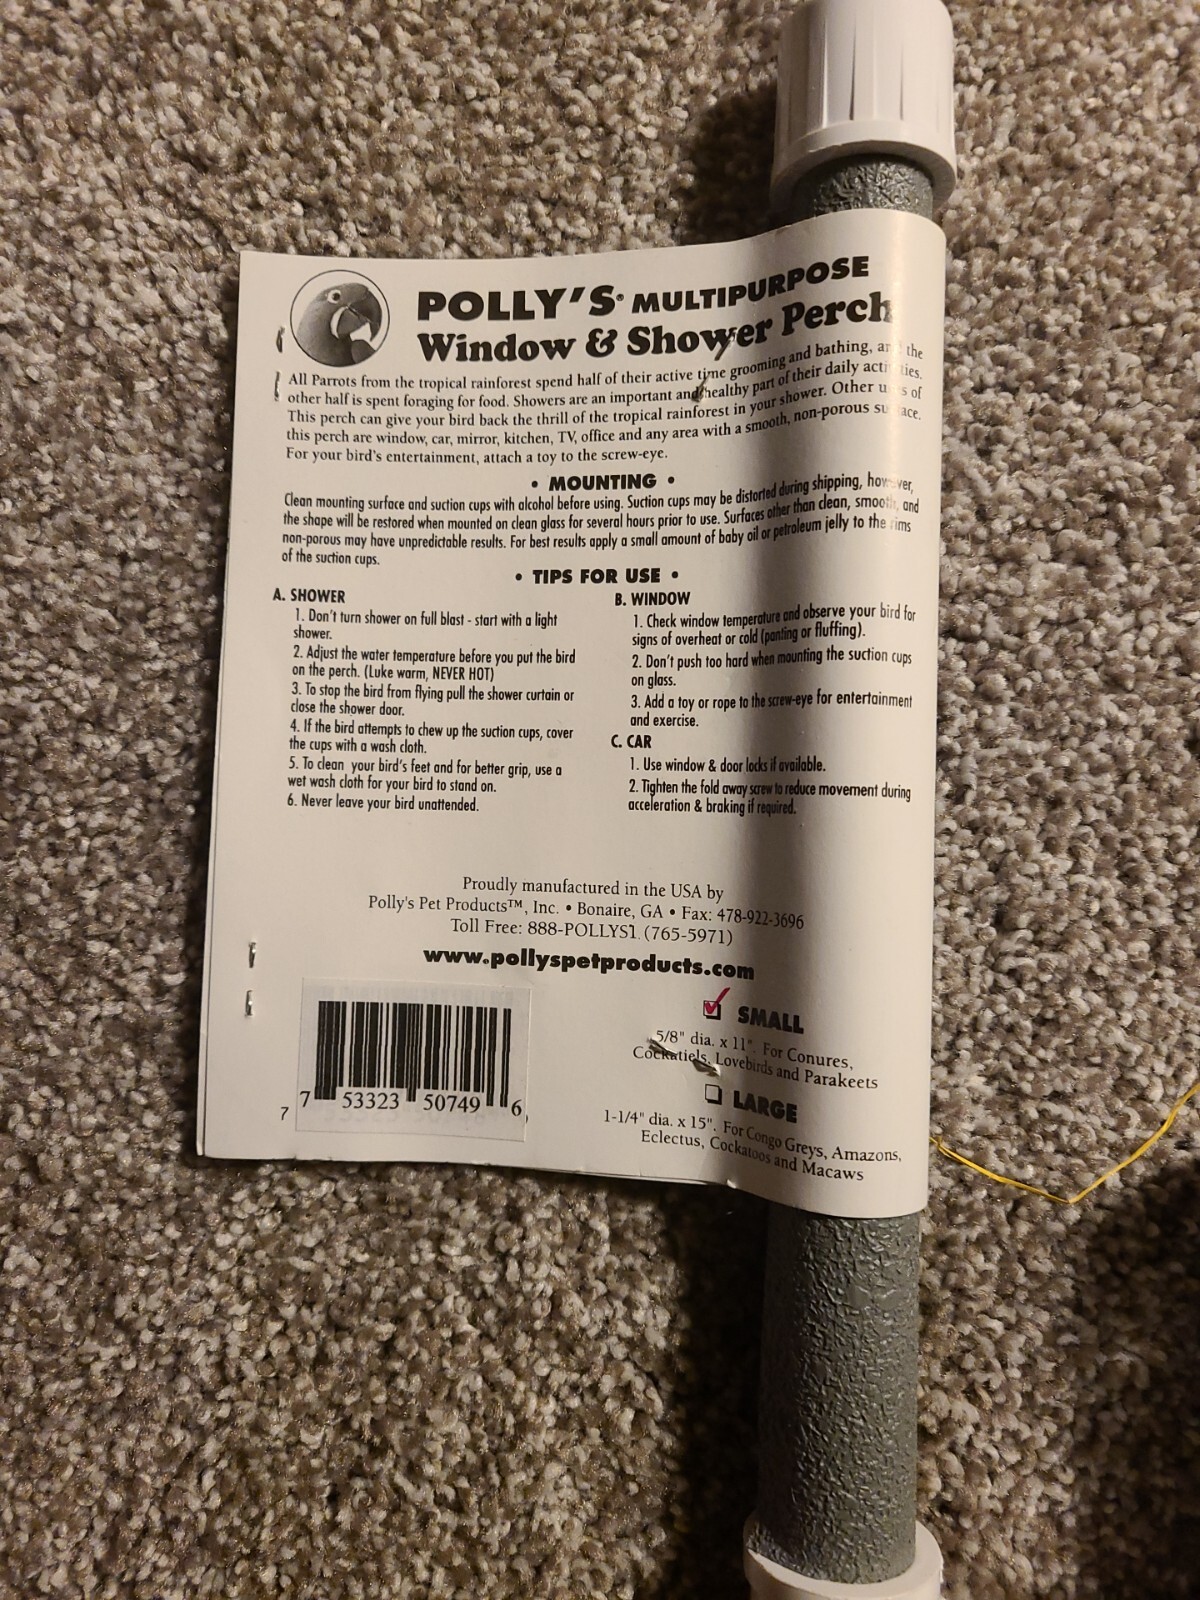 POLLY'S® MULTIPURPOSE
Window & Shower Perch
All Parrots from the tropical rainforest spend half of their active time grooming and bathing, and the
other half is spent foraging for food. Showers are an important and healthy part of their daily activities.
This perch can give your bird back the thrill of the tropical rainforest in your shower. Other uses of
this perch are window, car, mirror, kitchen, TV, office and any area with a smooth, non-porous surface.
For your bird's entertainment, attach a toy to the screw-eye.
• MOUNTING •
Clean mounting surface and suction cups with alcohol before using. Suction cups may be distorted during shipping, however,
the shape will be restored when mounted on clean glass for several hours prior to use. Surfaces other than clean, smooth, and
non-porous may have unpredictable results. For best results apply a small amount of baby oil or petroleum jelly to the rims
of the suction cups.
• TIPS FOR USE •
A. SHOWER
1. Don't turn shower on full blast - start with a light
shower.
2. Adjust the water temperature before you put the bird
on the perch. (Luke warm, NEVER HOT)
3. To stop the bird from flying pull the shower curtain or
close the shower door.
4. If the bird attempts to chew up the suction cups, cover
the cups with a wash cloth.
5. To clean your bird's feet and for better grip, use a
wet wash cloth for your bird to stand on.
6. Never leave your bird unattended.
B. WINDOW
1. Check window temperature and observe your bird for
signs of overheat or cold (panting or fluffing).
2. Don't push too hard when mounting the suction cups
on glass.
3. Add a toy or rope to the screw-eye for entertainment
and exercise.
C. CAR
1. Use window & door locks if available.
2. Tighten the fold away screw to reduce movement during
acceleration & braking if required.
Proudly manufactured in the USA by
Polly's Pet Products™, Inc. • Bonaire, GA • Fax: 478-922-3696
Toll Free: 888-POLLYS1 (765-5971)
www.pollyspetproducts.com
SMALL
5/8" dia. x 11". For Conures,
Cockatiels, Lovebirds and Parakeets
LARGE
1-1/4" dia. x 15". For Congo Greys, Amazons,
Eclectus, Cockatoos and Macaws
7 53323 50749 6
7